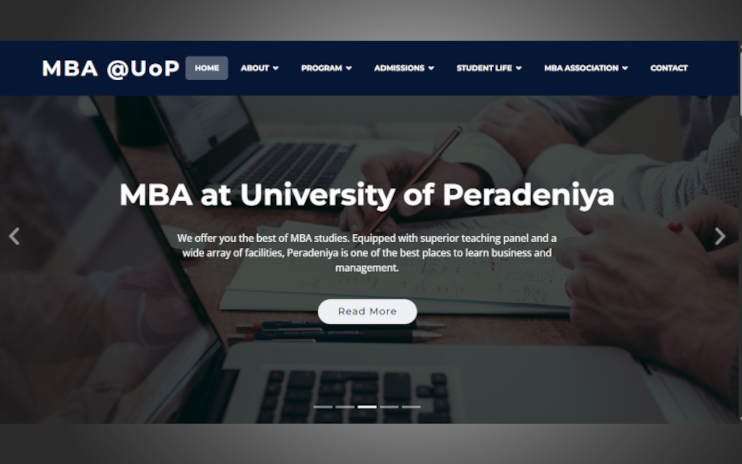 MBA @UoP HOME ABOUT PROGRAM ADMISSIONS STUDENT LIFE MBA ASSOCIATION CONTACT
MBA at University of Peradeniya
We offer you the best of MBA studies. Equipped with superior teaching panel and a
wide array of facilities, Peradeniya is one of the best places to learn business and
management.
Read More